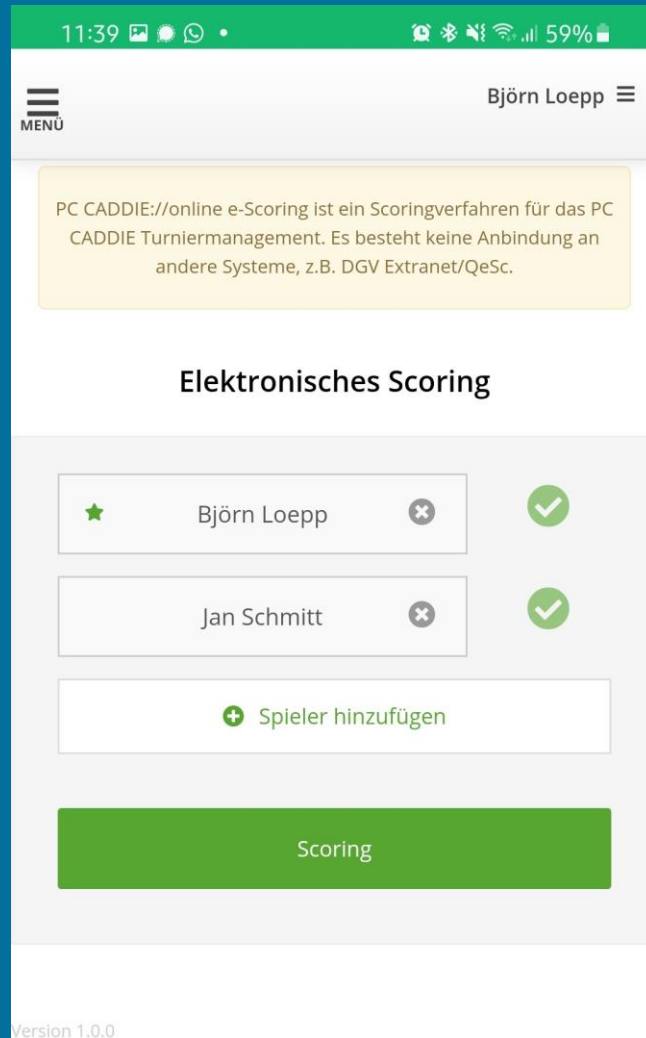 11:39 59%
Björn Loepp
MENÜ
PC CADDIE://online e-Scoring ist ein Scoringverfahren für das PC
CADDIE Turniermanagement. Es besteht keine Anbindung an
andere Systeme, z.B. DGV Extranet/QeSc.
Elektronisches Scoring
Björn Loepp
Jan Schmitt
Spieler hinzufügen
Scoring
Version 1.0.0